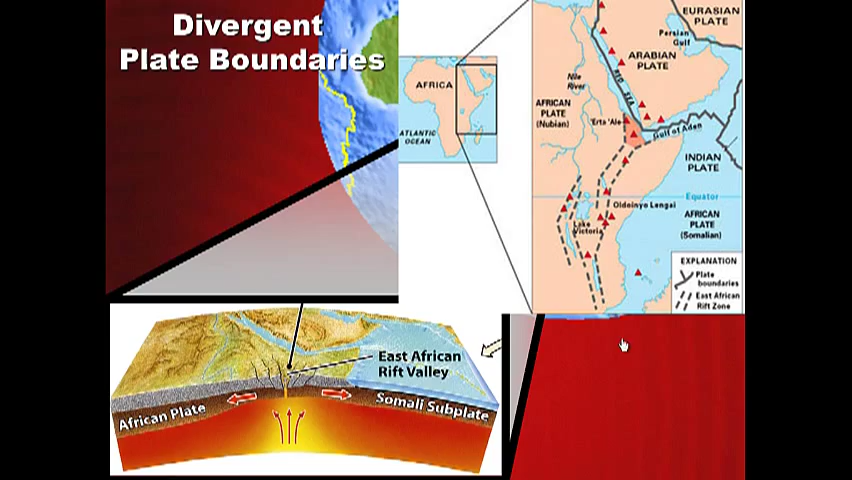 Divergent
Plate Boundaries
AFRICA
ATLANTIC
OCEAN
EURASIAN
PLATE
Persian
Gulf
ARABIAN
PLATE
Nile
River
RED SEA
AFRICAN
PLATE
(Nubian)
'Erta 'Ale
Gulf of Aden
INDIAN
PLATE
Equator
Oldoinyo Lengai
AFRICAN
PLATE
(Somalian)
Lake
Victoria
EXPLANATION
Plate
boundaries
East African
Rift Zone
East African
Rift Valley
African Plate
Somali Subplate